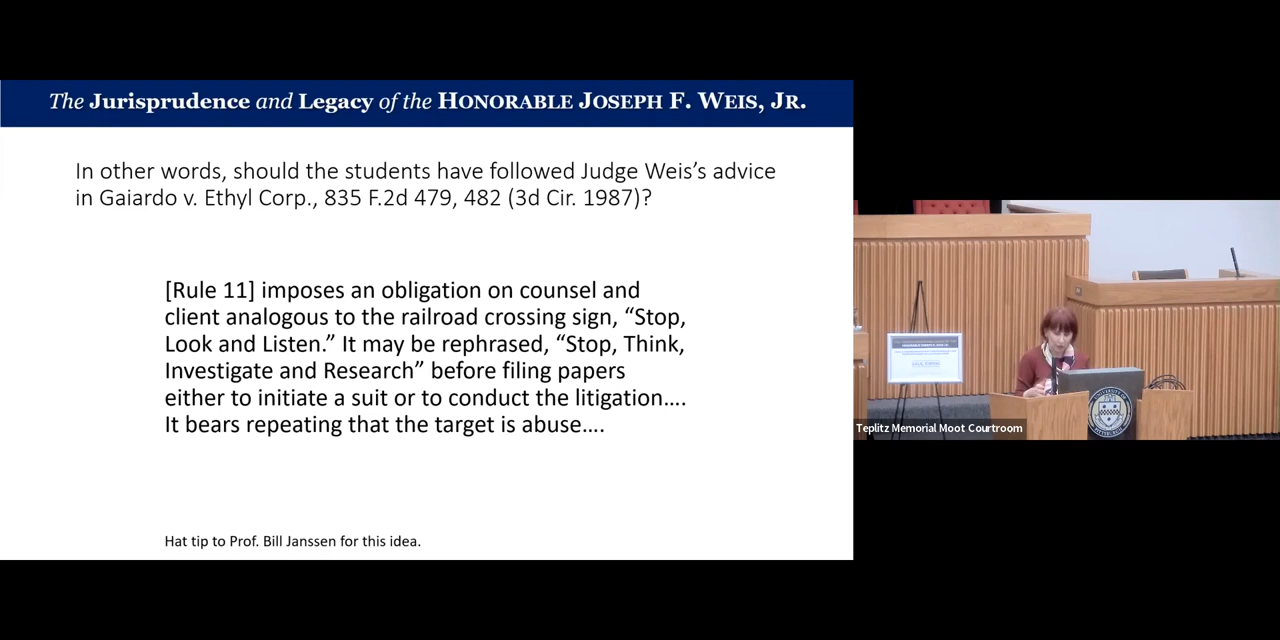 The Jurisprudence and Legacy of the HONORABLE JOSEPH F. WEIS, JR.
In other words, should the students have followed Judge Weis’s advice
in Gaiardo v. Ethyl Corp., 835 F.2d 479, 482 (3d Cir. 1987)?
[Rule 11] imposes an obligation on counsel and
client analogous to the railroad crossing sign, “Stop,
Look and Listen.” It may be rephrased, “Stop, Think,
Investigate and Research” before filing papers
either to initiate a suit or to conduct the litigation….
It bears repeating that the target is abuse….
Hat tip to Prof. Bill Janssen for this idea.
Teplitz Memorial Moot Courtroom